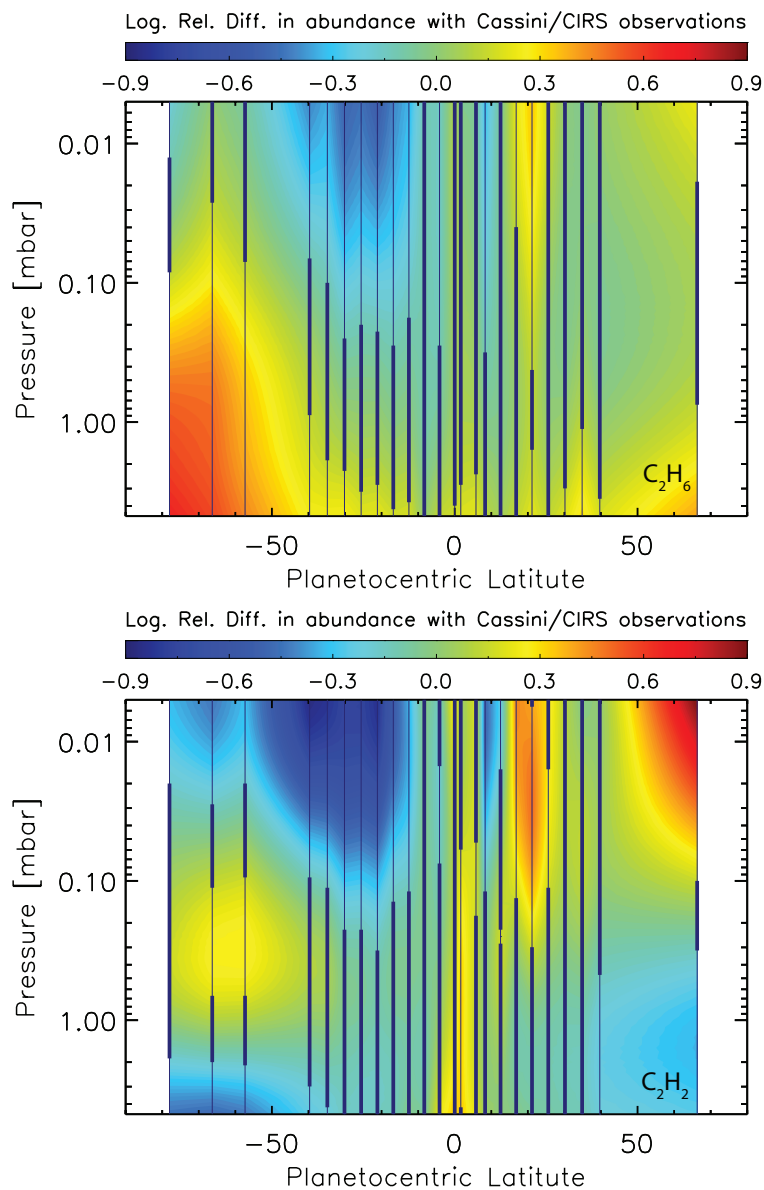 Log. Rel. Diff. in abundance with Cassini/CIRS observations
−0.9 −0.6 −0.3 0.0 0.3 0.6 0.9
0.01
0.10
1.00
Pressure [mbar]
C₂H₆
−50 0 50
Planetocentric Latitute
Log. Rel. Diff. in abundance with Cassini/CIRS observations
−0.9 −0.6 −0.3 0.0 0.3 0.6 0.9
0.01
0.10
1.00
Pressure [mbar]
C₂H₂
−50 0 50
Planetocentric Latitute